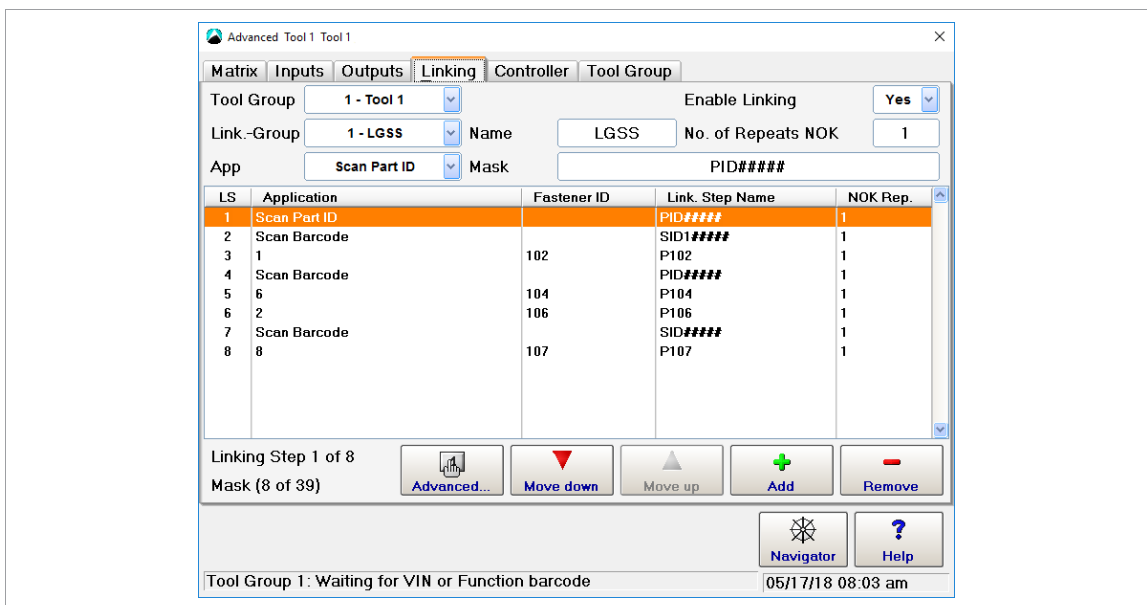 Advanced Tool 1 Tool 1
Matrix Inputs Outputs Linking Controller Tool Group
Tool Group 1 - Tool 1 Enable Linking Yes
Link.-Group 1 - LGSS Name LGSS No. of Repeats NOK 1
App Scan Part ID Mask PID#####
LS Application Fastener ID Link. Step Name NOK Rep.
1 Scan Part ID PID##### 1
2 Scan Barcode SID1##### 1
3 1 102 P102 1
4 Scan Barcode PID##### 1
5 6 104 P104 1
6 2 106 P106 1
7 Scan Barcode SID##### 1
8 8 107 P107 1
Linking Step 1 of 8
Mask (8 of 39)
Advanced... Move down Move up Add Remove
Navigator Help
Tool Group 1: Waiting for VIN or Function barcode 05/17/18 08:03 am